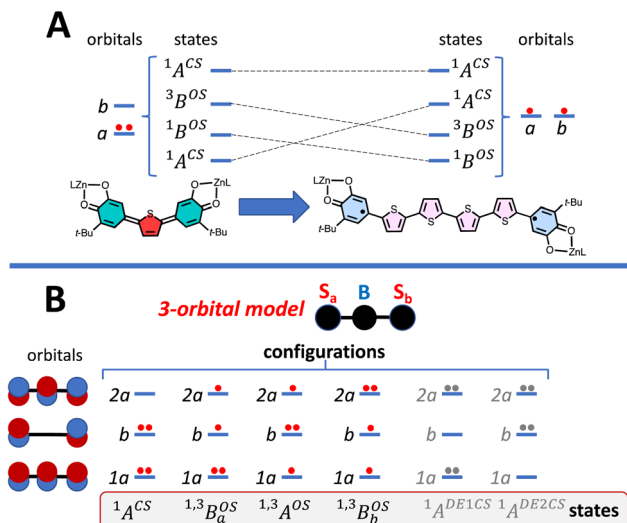 A
orbitals states states orbitals
¹A^CS ¹A^CS
b ³B^OS ¹A^CS
a ¹B^OS ³B^OS a b
¹A^CS ¹B^OS
LZn O O S O O ZnL
t-Bu t-Bu
LZn O O S S S S t-Bu
t-Bu O O ZnL
B
3-orbital model S_a B S_b
orbitals configurations
2a 2a 2a 2a 2a 2a
b b b b b b
1a 1a 1a 1a 1a 1a
¹A^CS ¹,³B_a^OS ¹,³A^OS ¹,³B_b^OS ¹A^DE1CS ¹A^DE2CS states